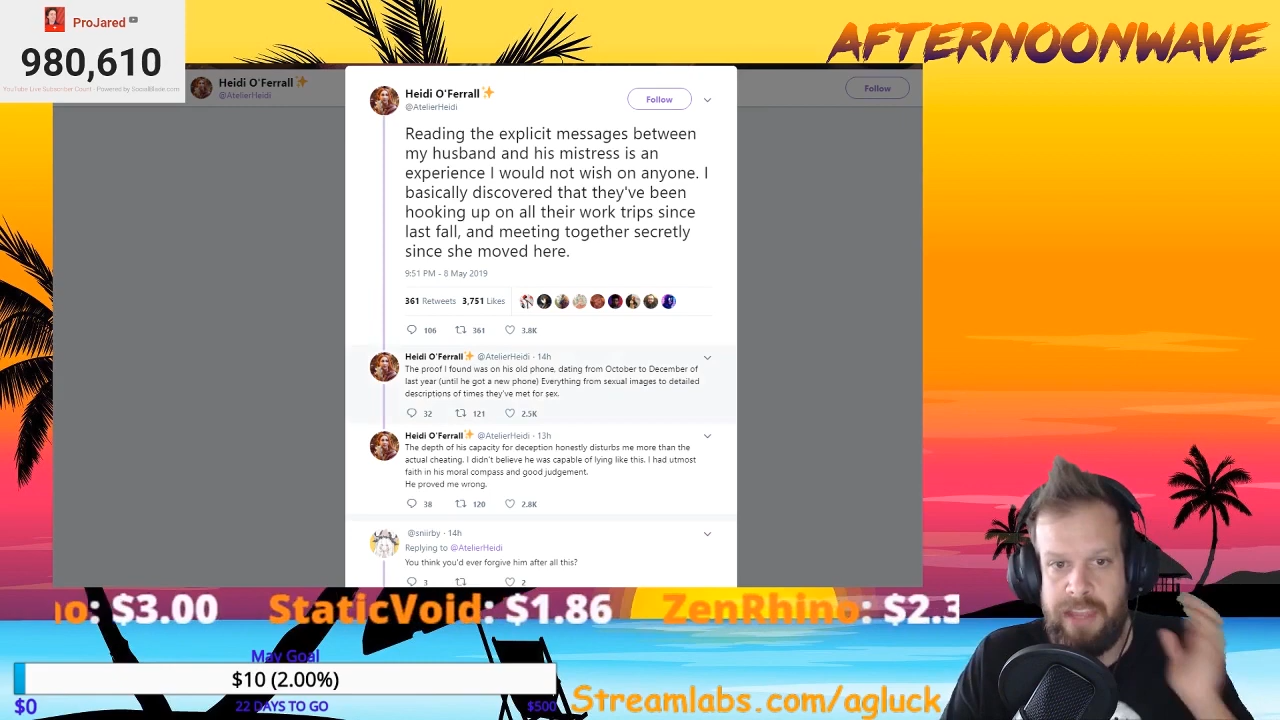 ProJared
980,610
YouTube Live Subscriber Count - Powered by SocialBlade.com
AFTERNOONWAVE
Heidi O'Ferrall
@AtelierHeidi
Follow
Heidi O'Ferrall
@AtelierHeidi
Follow
Reading the explicit messages between
my husband and his mistress is an
experience I would not wish on anyone. I
basically discovered that they've been
hooking up on all their work trips since
last fall, and meeting together secretly
since she moved here.
9:51 PM - 8 May 2019
361 Retweets 3,751 Likes
106 361 3.8K
Heidi O'Ferrall @AtelierHeidi · 14h
The proof I found was on his old phone, dating from October to December of
last year (until he got a new phone) Everything from sexual images to detailed
descriptions of times they've met for sex.
32 121 2.5K
Heidi O'Ferrall @AtelierHeidi · 13h
The depth of his capacity for deception honestly disturbs me more than the
actual cheating. I didn't believe he was capable of lying like this. I had utmost
faith in his moral compass and good judgement.
He proved me wrong.
38 120 2.8K
@sniirby · 14h
Replying to @AtelierHeidi
You think you'd ever forgive him after all this?
3 2
o: $3.00 StaticVoid: $1.86 ZenRhino: $2.3
May Goal
$10 (2.00%)
$0 22 DAYS TO GO $500
Streamlabs.com/agluck